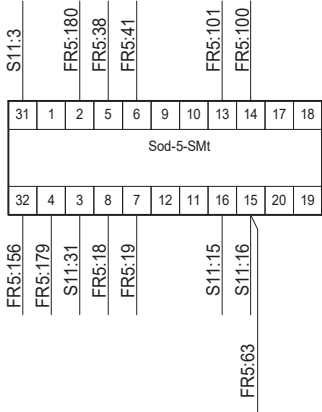 S11:3
FR5:180
FR5:38
FR5:41
FR5:101
FR5:100
31 1 2 5 6 9 10 13 14 17 18
Sod-5-SMt
32 4 3 8 7 12 11 16 15 20 19
FR5:156
FR5:179
S11:31
FR5:18
FR5:19
S11:15
S11:16
FR5:63